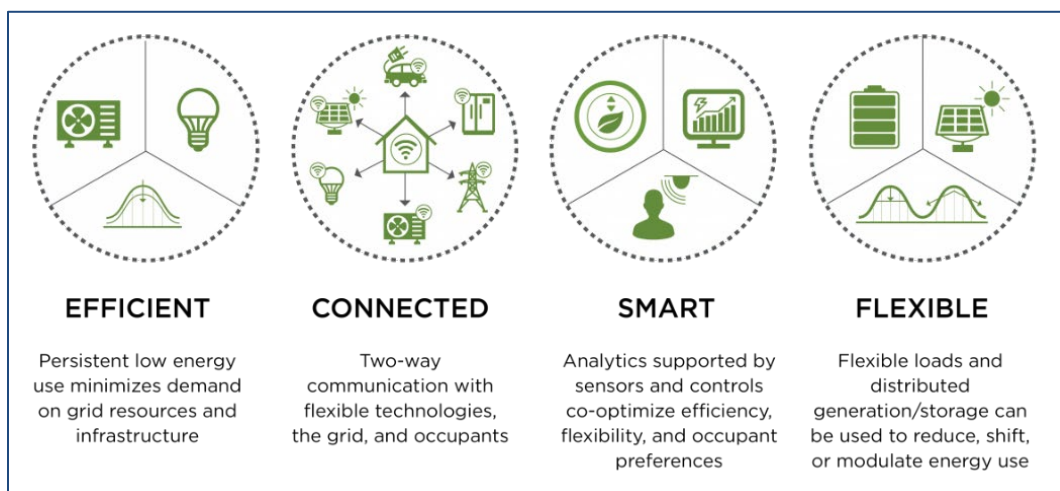 EFFICIENT
Persistent low energy
use minimizes demand
on grid resources and
infrastructure
CONNECTED
Two-way
communication with
flexible technologies,
the grid, and occupants
SMART
Analytics supported by
sensors and controls
co-optimize efficiency,
flexibility, and occupant
preferences
FLEXIBLE
Flexible loads and
distributed
generation/storage can
be used to reduce, shift,
or modulate energy use